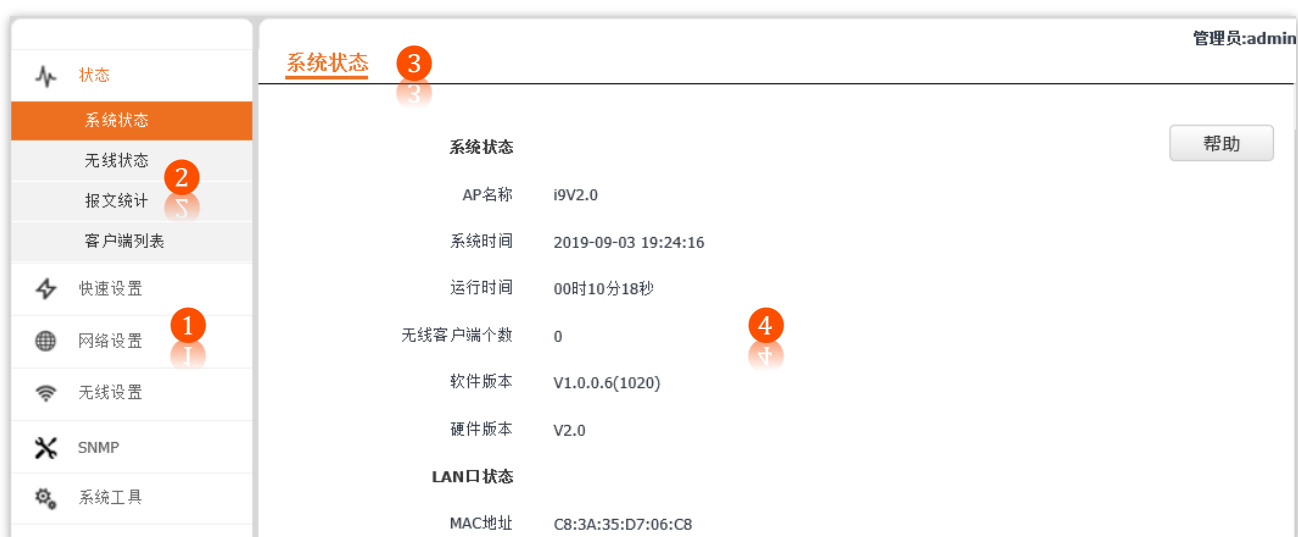 管理员:admin
系统状态 3
状态
系统状态
无线状态
2
报文统计
客户端列表
快速设置
1
网络设置
无线设置
SNMP
系统工具
帮助
系统状态
AP名称 i9V2.0
系统时间 2019-09-03 19:24:16
运行时间 00时10分18秒
无线客户端个数 0
4
软件版本 V1.0.0.6(1020)
硬件版本 V2.0
LAN口状态
MAC地址 C8:3A:35:D7:06:C8